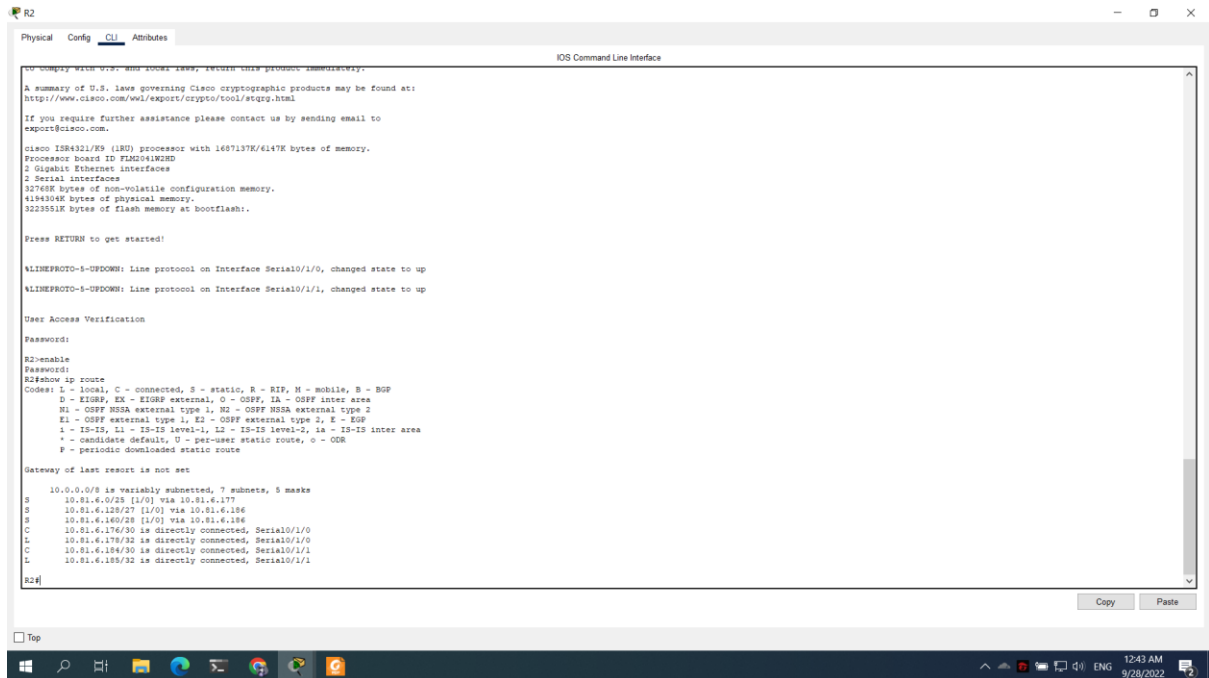 R2
Physical Config CLI Attributes
IOS Command Line Interface
to comply with U.S. and local laws, return this product immediately.
A summary of U.S. laws governing Cisco cryptographic products may be found at:
http://www.cisco.com/wwl/export/crypto/tool/stqrg.html
If you require further assistance please contact us by sending email to
export@cisco.com.
cisco ISR4321/K9 (1RU) processor with 1687137K/6147K bytes of memory.
Processor board ID FLM2041W2HD
2 Gigabit Ethernet interfaces
2 Serial interfaces
32768K bytes of non-volatile configuration memory.
4194304K bytes of physical memory.
3223551K bytes of flash memory at bootflash:.
Press RETURN to get started!
%LINEPROTO-5-UPDOWN: Line protocol on Interface Serial0/1/0, changed state to up
%LINEPROTO-5-UPDOWN: Line protocol on Interface Serial0/1/1, changed state to up
User Access Verification
Password:
R2>enable
Password:
R2#show ip route
Codes: L - local, C - connected, S - static, R - RIP, M - mobile, B - BGP
D - EIGRP, EX - EIGRP external, O - OSPF, IA - OSPF inter area
N1 - OSPF NSSA external type 1, N2 - OSPF NSSA external type 2
E1 - OSPF external type 1, E2 - OSPF external type 2, E - EGP
i - IS-IS, L1 - IS-IS level-1, L2 - IS-IS level-2, ia - IS-IS inter area
* - candidate default, U - per-user static route, o - ODR
P - periodic downloaded static route
Gateway of last resort is not set
10.0.0.0/8 is variably subnetted, 7 subnets, 5 masks
S 10.81.6.0/25 [1/0] via 10.81.6.177
S 10.81.6.128/27 [1/0] via 10.81.6.186
S 10.81.6.160/28 [1/0] via 10.81.6.186
C 10.81.6.176/30 is directly connected, Serial0/1/0
L 10.81.6.178/32 is directly connected, Serial0/1/0
C 10.81.6.184/30 is directly connected, Serial0/1/1
L 10.81.6.185/32 is directly connected, Serial0/1/1
R2#
Copy Paste
Top
ENG 12:43 AM
9/28/2022